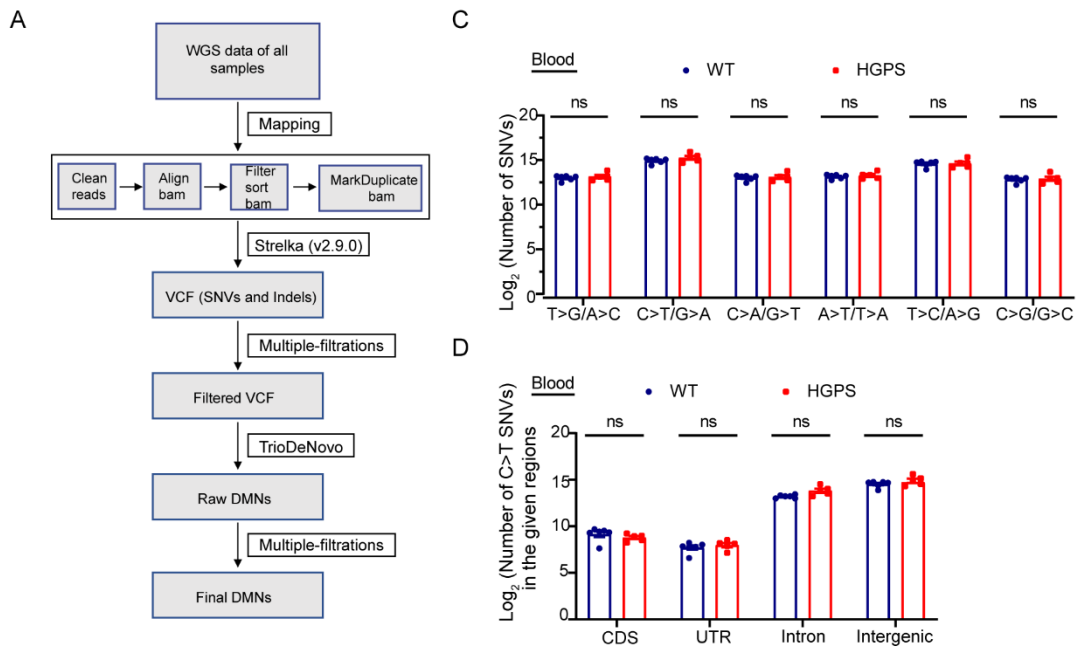 A
WGS data of all
samples
Mapping
Clean
reads
Align
bam
Filter
sort
bam
MarkDuplicate
bam
Strelka (v2.9.0)
VCF (SNVs and Indels)
Multiple-filtrations
Filtered VCF
TrioDeNovo
Raw DMNs
Multiple-filtrations
Final DMNs
C
Blood
WT
HGPS
ns ns ns ns ns ns
Log2 (Number of SNVs)
20
15
10
5
0
T>G/A>C C>T/G>A C>A/G>T A>T/T>A T>C/A>G C>G/G>C
D
Blood
WT
HGPS
ns ns ns ns
Log2 (Number of C>T SNVs)
in the given regions
20
15
10
5
0
CDS UTR Intron Intergenic